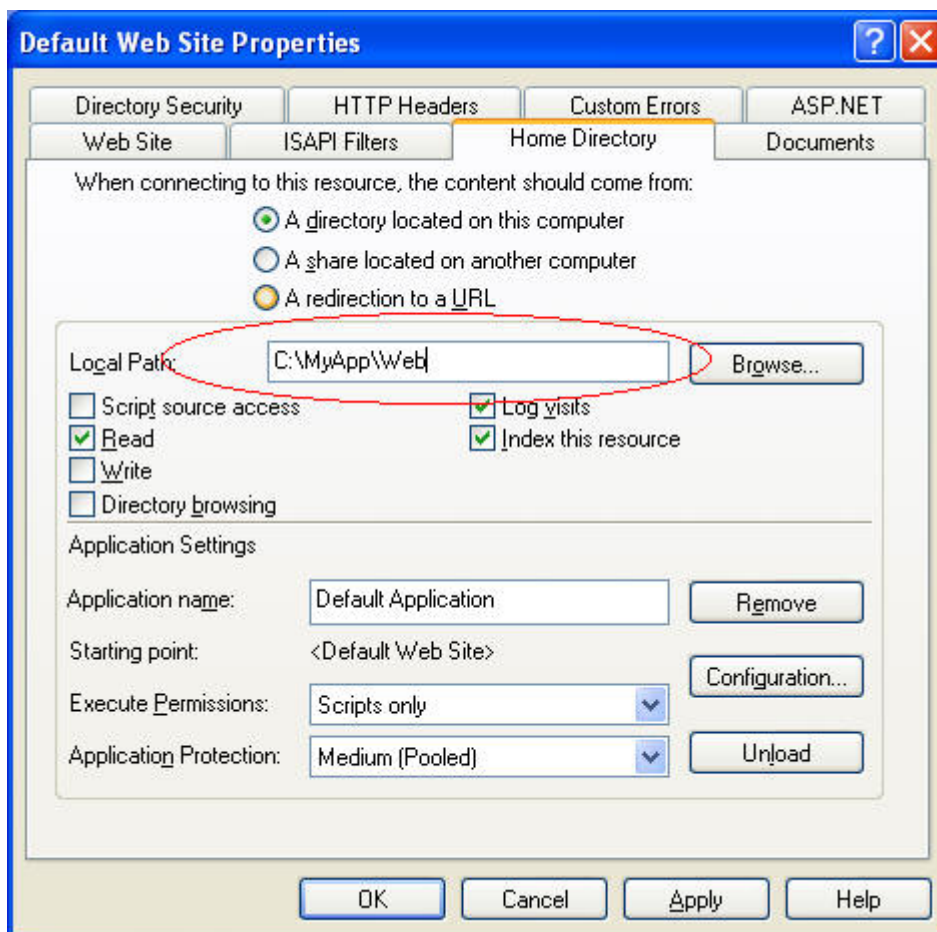 Default Web Site Properties
Directory Security HTTP Headers Custom Errors ASP.NET
Web Site ISAPI Filters Home Directory Documents
When connecting to this resource, the content should come from:
A directory located on this computer
A share located on another computer
A redirection to a URL
Local Path: C:\MyApp\Web Browse...
Script source access Log visits
Read Index this resource
Write
Directory browsing
Application Settings
Application name: Default Application Remove
Starting point: <Default Web Site>
Configuration...
Execute Permissions: Scripts only
Application Protection: Medium (Pooled) Unload
OK Cancel Apply Help